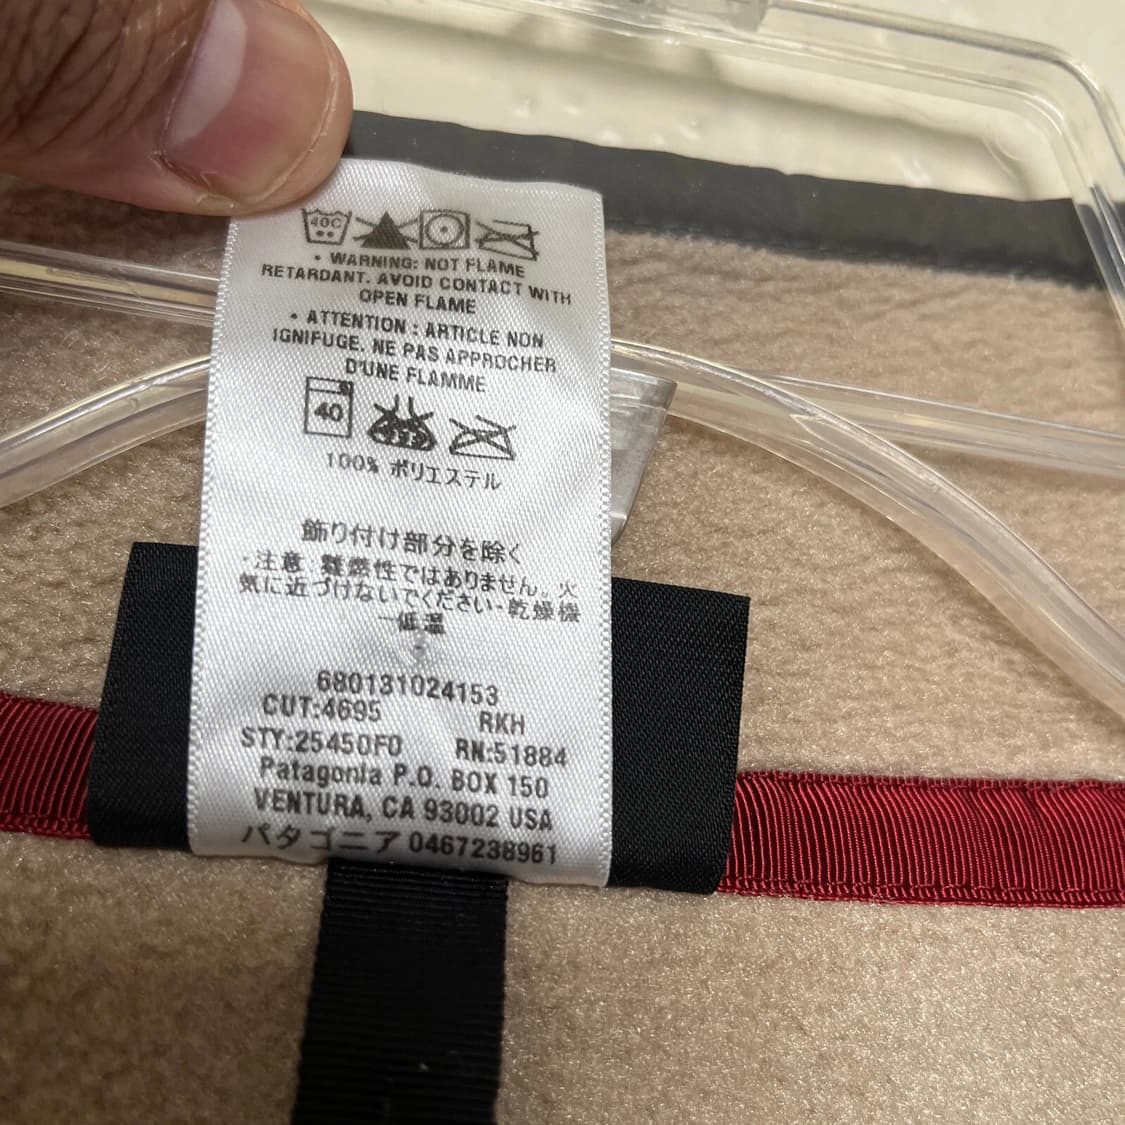 40C
• WARNING: NOT FLAME
RETARDANT. AVOID CONTACT WITH
OPEN FLAME
• ATTENTION : ARTICLE NON
IGNIFUGE. NE PAS APPROCHER
D'UNE FLAMME
40
100% ポリエステル
飾り付け部分を除く
・注意 難燃性ではありません。火
気に近づけないでください・乾燥機
ー低温
680131024153
CUT:4695 RKH
STY:25450F0 RN:51884
Patagonia P.O. BOX 150
VENTURA, CA 93002 USA
パタゴニア 0467238961